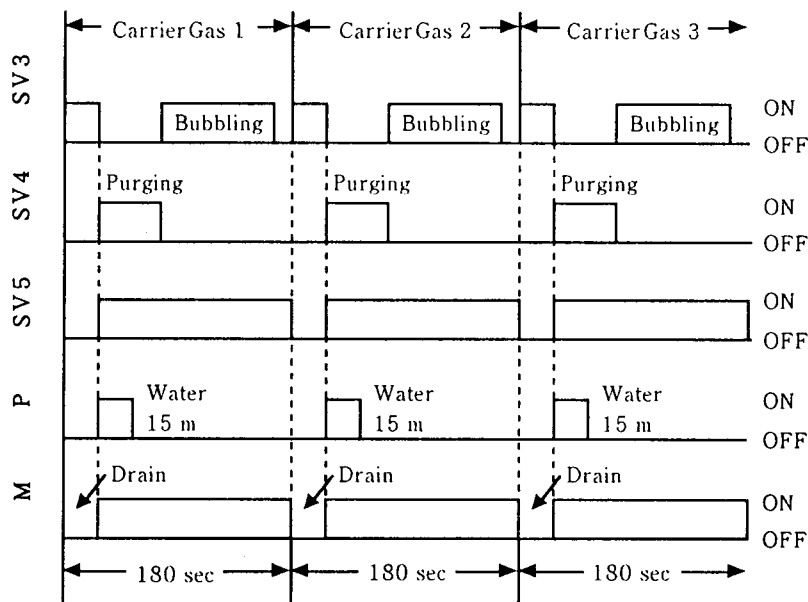 Carrier Gas 1 Carrier Gas 2 Carrier Gas 3
SV3 Bubbling Bubbling Bubbling ON
OFF
SV4 Purging Purging Purging ON
OFF
SV5 ON
OFF
P Water Water Water ON
15 m 15 m 15 m OFF
M Drain Drain Drain ON
OFF
180 sec 180 sec 180 sec